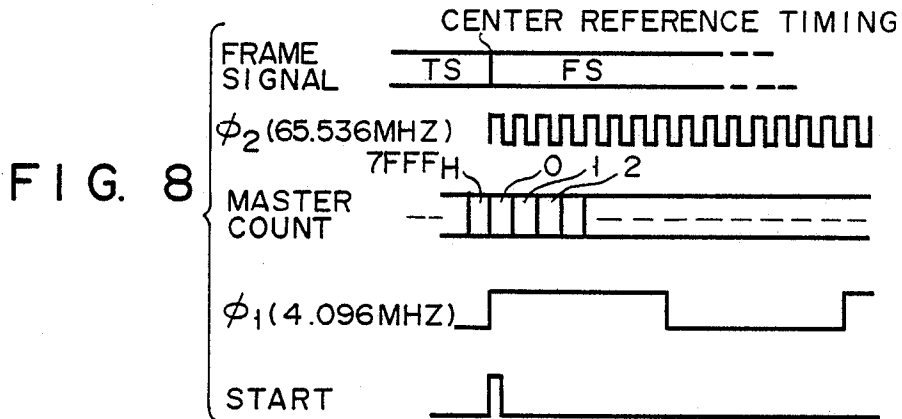 CENTER REFERENCE TIMING
FRAME
SIGNAL
TS
FS
ϕ2 (65.536MHZ)
FIG. 8
7FFFH
0
1
2
MASTER
COUNT
ϕ1 (4.096MHZ)
START